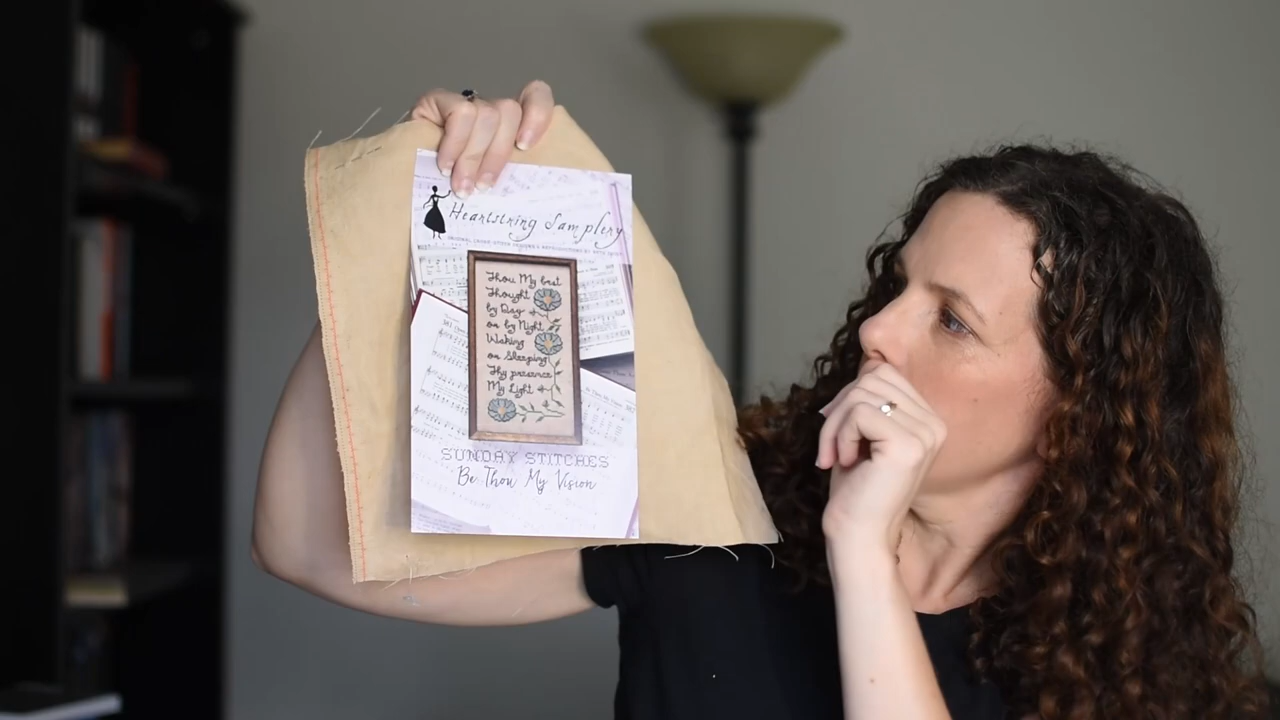 Heartstring Samplery
Thou My best
Thought
by Day
or by Night
Waking
or Sleeping
Thy presence
My Light
SUNDAY STITCHES
Be Thou My Vision